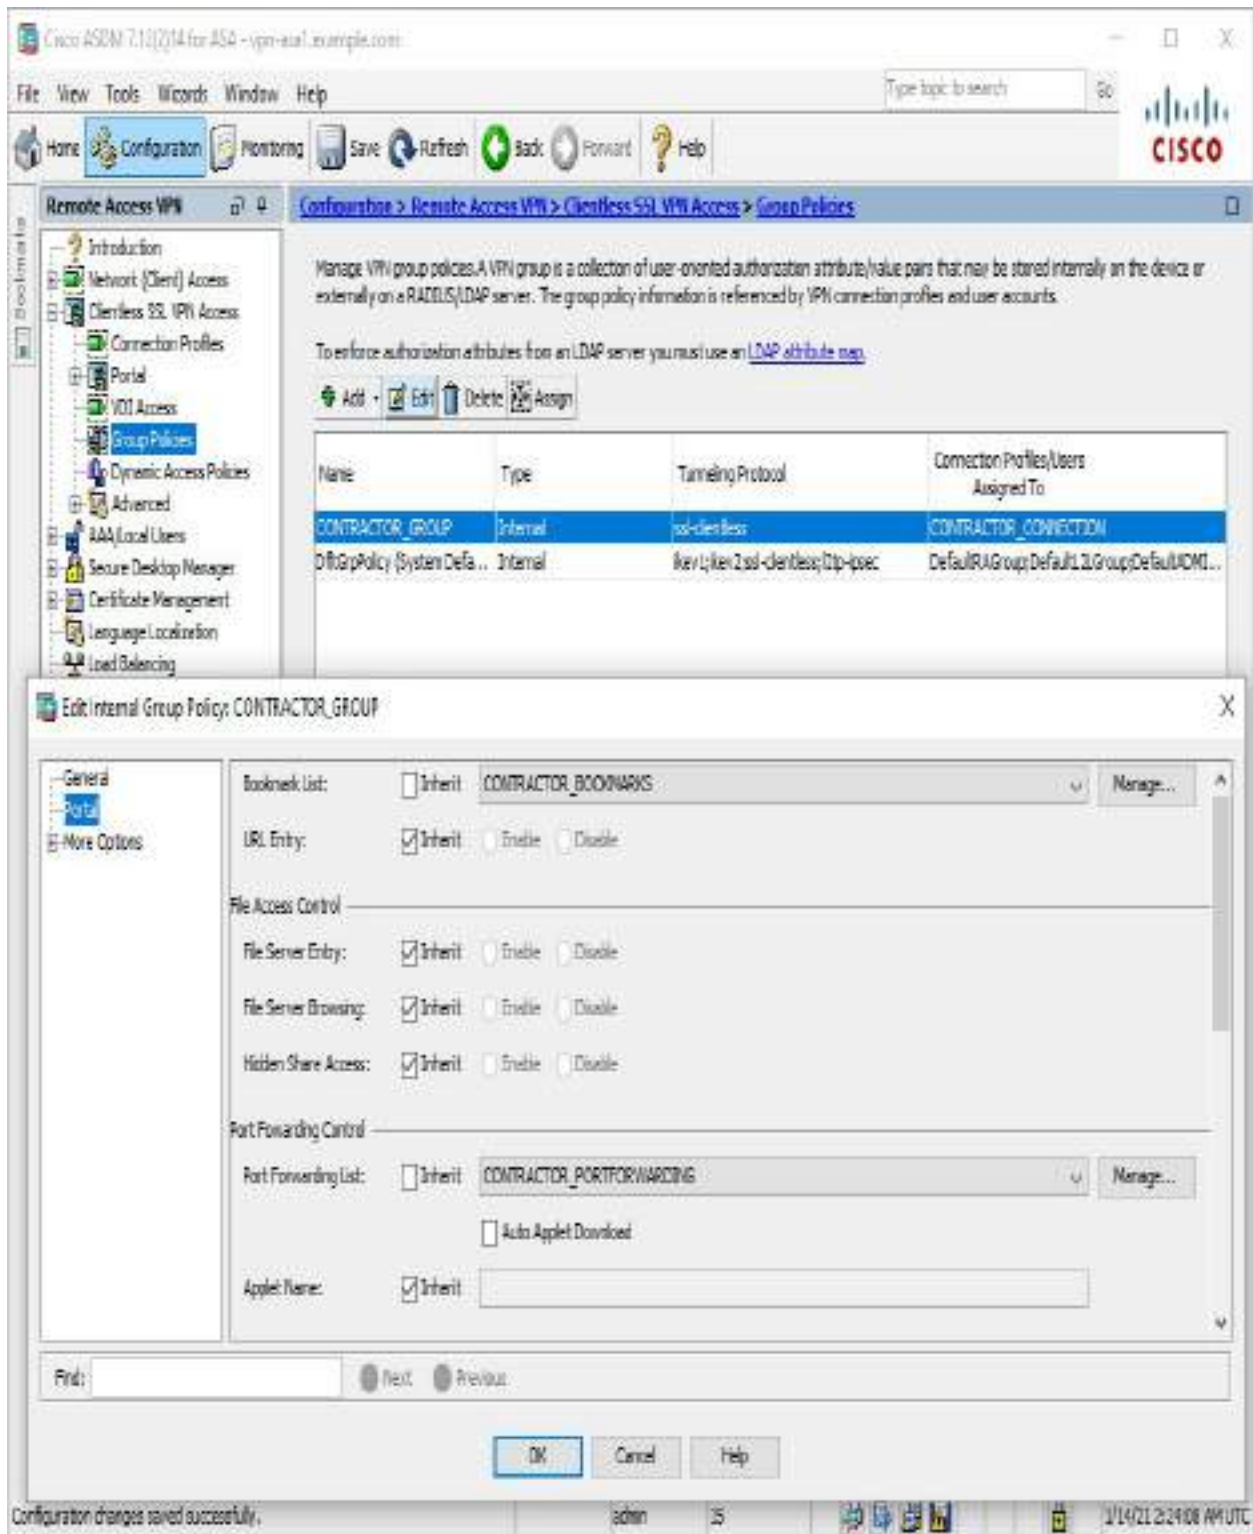 Cisco ASDM 7.12(2)14 for ASA - vpn-asa1.example.com
File View Tools Wizards Window Help
Type topic to search Go
Home Configuration Monitoring Save Refresh Back Forward Help
CISCO
Bookmarks
Remote Access VPN
Introduction
Network (Client) Access
Clientless SSL VPN Access
Connection Profiles
Portal
VDI Access
Group Policies
Dynamic Access Policies
Advanced
AAA/Local Users
Secure Desktop Manager
Certificate Management
Language Localization
Load Balancing
Configuration > Remote Access VPN > Clientless SSL VPN Access > Group Policies
Manage VPN group policies. A VPN group is a collection of user-oriented authorization attribute/value pairs that may be stored internally on the device or
externally on a RADIUS/LDAP server. The group policy information is referenced by VPN connection profiles and user accounts.
To enforce authorization attributes from an LDAP server you must use an LDAP attribute map.
Add Edit Delete Assign
Name Type Tunneling Protocol Connection Profiles/Users
Assigned To
CONTRACTOR_GROUP Internal ssl-clientless CONTRACTOR_CONNECTION
DfltGrpPolicy (System Defa... Internal ikev1;ikev2;ssl-clientless;l2tp-ipsec DefaultRAGroup;DefaultL2LGroup;DefaultADMI...
Edit Internal Group Policy: CONTRACTOR_GROUP
General
Portal
More Options
Bookmark List: Inherit CONTRACTOR_BOOKMARKS Manage...
URL Entry: Inherit Enable Disable
File Access Control
File Server Entry: Inherit Enable Disable
File Server Browsing: Inherit Enable Disable
Hidden Share Access: Inherit Enable Disable
Port Fowarding Control
Port Forwarding List: Inherit CONTRACTOR_PORTFORWARDING Manage...
Auto Applet Download
Applet Name: Inherit
Find: Next Previous
OK Cancel Help
Configuration changes saved successfully. admin 15 1/14/21 2:24:08 AM UTC